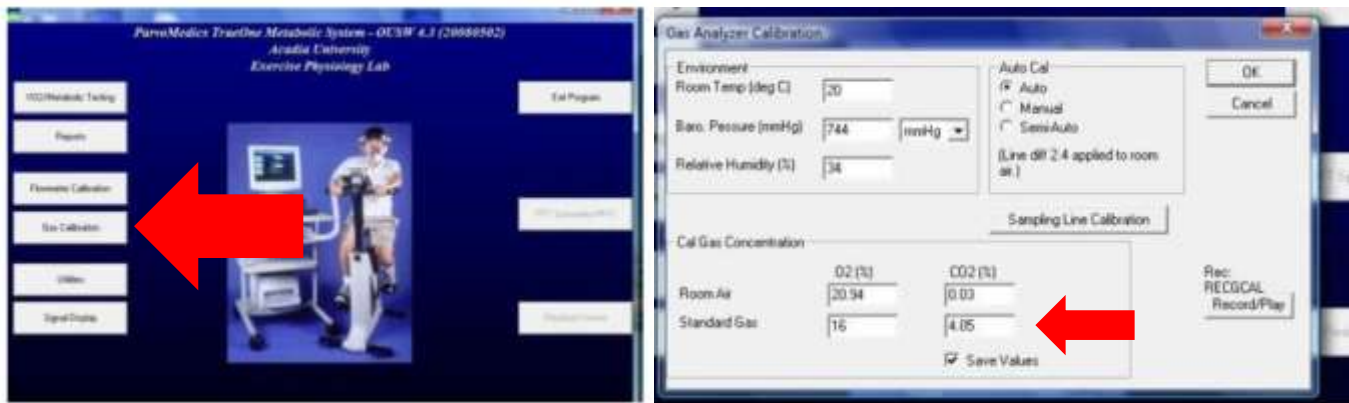 ParvoMedics TrueOne Metabolic System - OUSW 4.3 (20080502)
Acadia University
Exercise Physiology Lab
VO2/Metabolic Testing
Exit Program
Reports
Flowmeter Calibration
Gas Calibration
Utilities
Signal Display
Gas Analyzer Calibration
Environment
Room Temp (deg C)
20
Baro. Pessure (mmHg)
744
mmHg
Relative Humidity (%)
34
Auto Cal
Auto
Manual
SemiAuto
(Line diff 2:4 applied to room
air.)
OK
Cancel
Sampling Line Calibration
Cal Gas Concentration
O2 (%)
CO2 (%)
Room Air
20.94
0.03
Standard Gas
16
4.05
Save Values
Rec:
RECGCAL
Record/Play